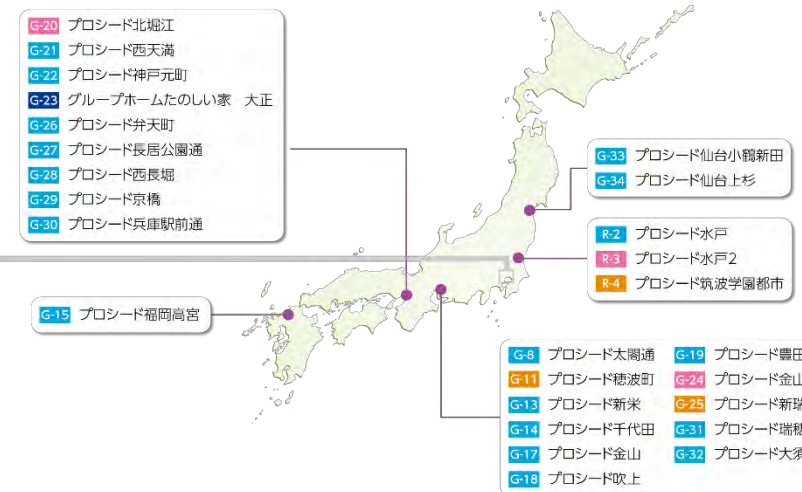 G-20 プロシード北堀江
G-21 プロシード西天満
G-22 プロシード神戸元町
G-23 グループホームたのしい家　大正
G-26 プロシード弁天町
G-27 プロシード長居公園通
G-28 プロシード西長堀
G-29 プロシード京橋
G-30 プロシード兵庫駅前通
G-33 プロシード仙台小鶴新田
G-34 プロシード仙台上杉
R-2 プロシード水戸
R-3 プロシード水戸2
R-4 プロシード筑波学園都市
G-15 プロシード福岡高宮
G-8 プロシード太閤通
G-11 プロシード穂波町
G-13 プロシード新栄
G-14 プロシード千代田
G-17 プロシード金山
G-18 プロシード吹上
G-19 プロシード豊田
G-24 プロシード金山
G-25 プロシード新瑞
G-31 プロシード瑞穂
G-32 プロシード大須